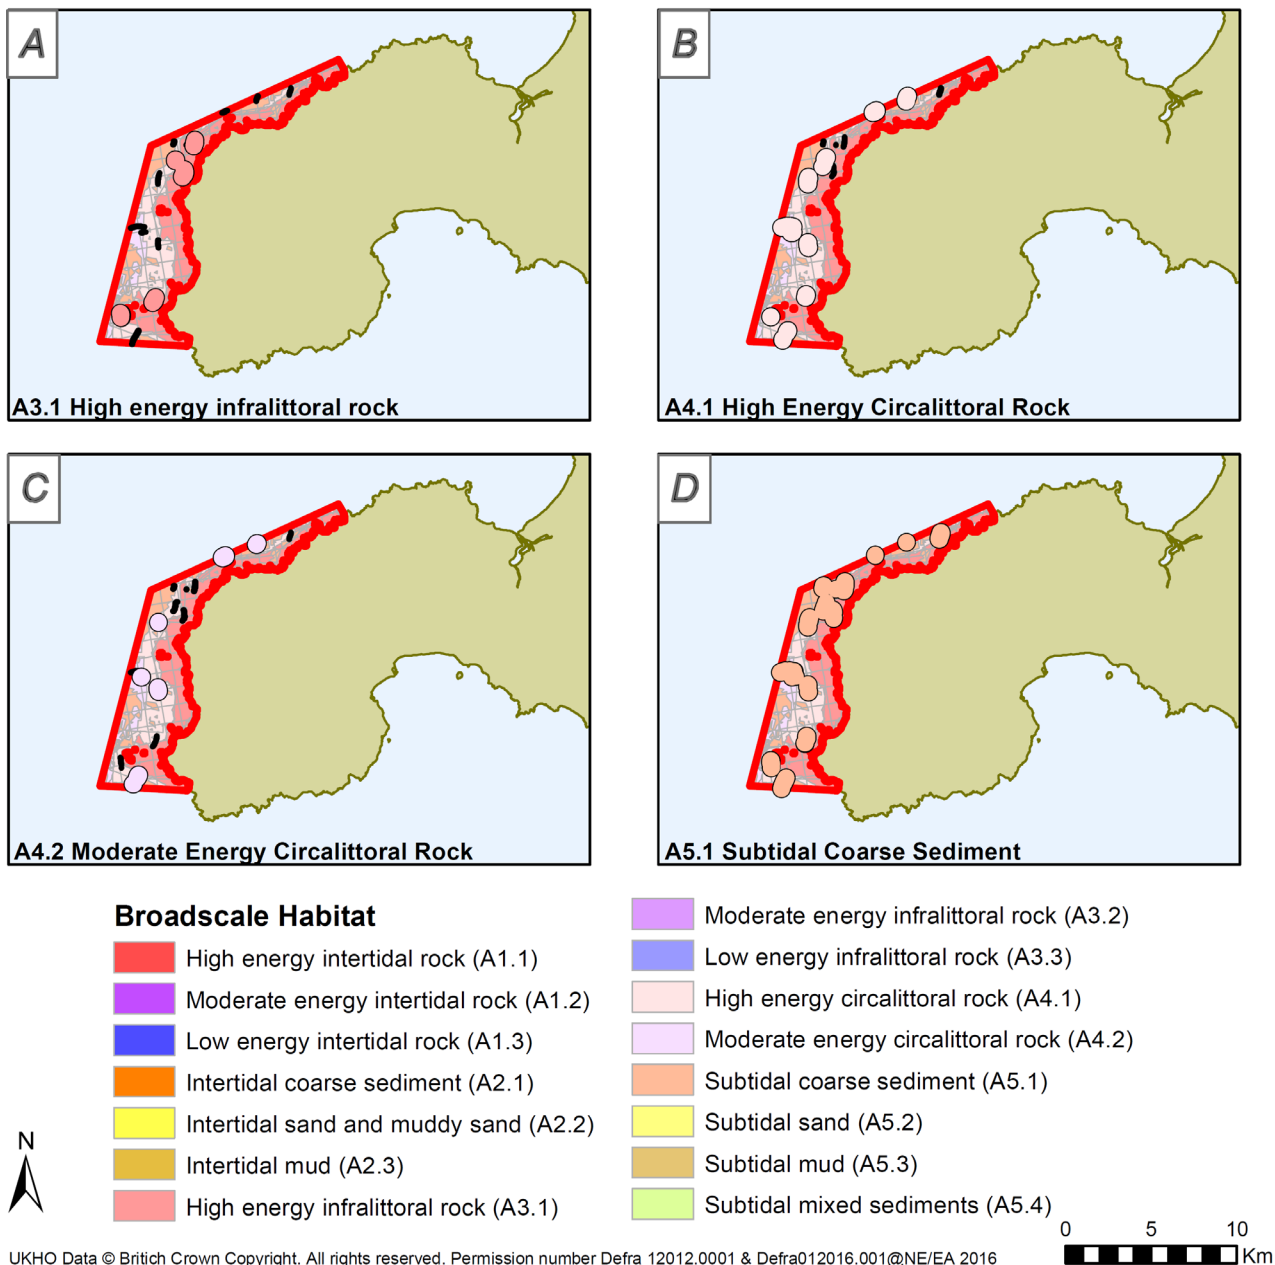 A
A3.1 High energy infralittoral rock
B
A4.1 High Energy Circalittoral Rock
C
A4.2 Moderate Energy Circalittoral Rock
D
A5.1 Subtidal Coarse Sediment
Broadscale Habitat
High energy intertidal rock (A1.1)
Moderate energy intertidal rock (A1.2)
Low energy intertidal rock (A1.3)
Intertidal coarse sediment (A2.1)
Intertidal sand and muddy sand (A2.2)
Intertidal mud (A2.3)
High energy infralittoral rock (A3.1)
Moderate energy infralittoral rock (A3.2)
Low energy infralittoral rock (A3.3)
High energy circalittoral rock (A4.1)
Moderate energy circalittoral rock (A4.2)
Subtidal coarse sediment (A5.1)
Subtidal sand (A5.2)
Subtidal mud (A5.3)
Subtidal mixed sediments (A5.4)
N
0 5 10
Km
UKHO Data © Britich Crown Copyright. All rights reserved. Permission number Defra 12012.0001 & Defra012016.001@NE/EA 2016